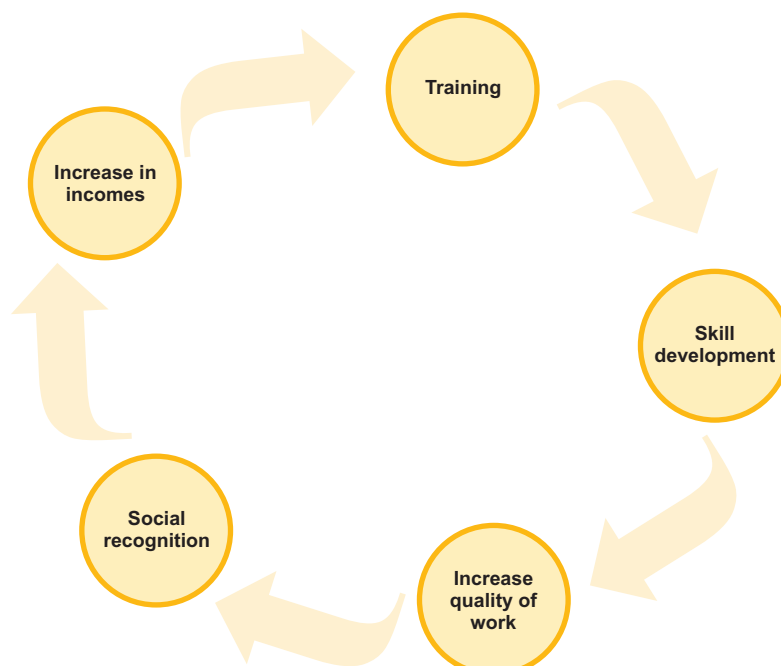 Training
Skill
development
Increase
quality of
work
Social
recognition
Increase in
incomes